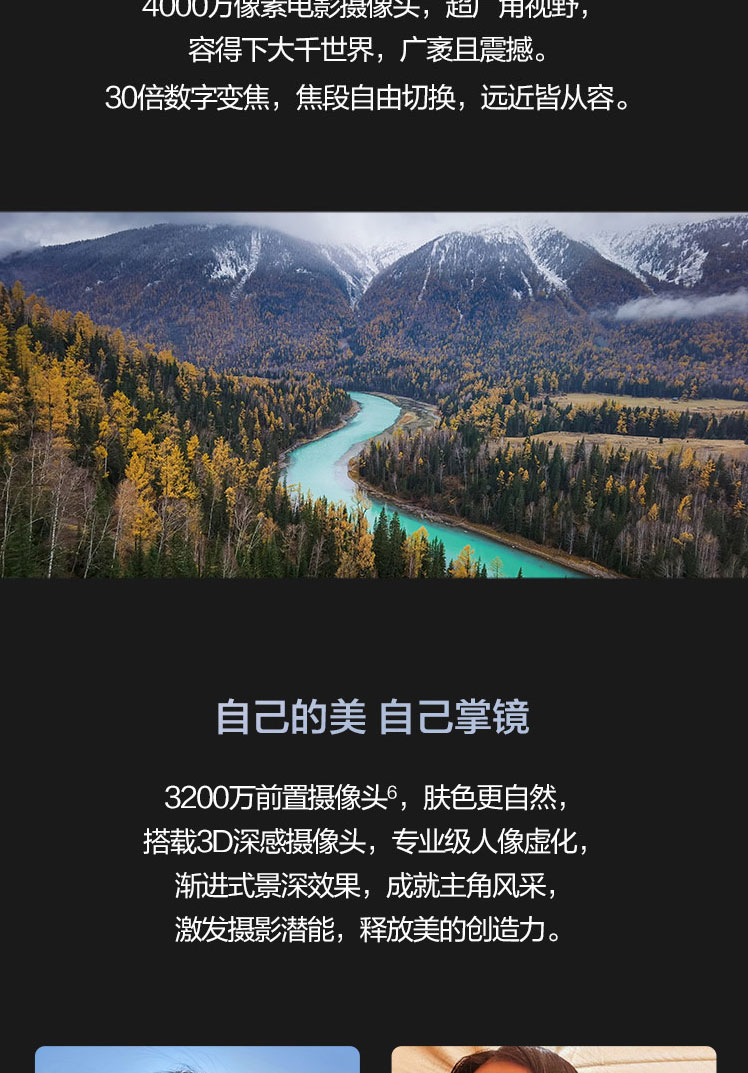 4000万像素电影摄像头，超广角视野，
容得下大千世界，广袤且震撼。
30倍数字变焦，焦段自由切换，远近皆从容。
自己的美 自己掌镜
3200万前置摄像头6，肤色更自然，
搭载3D深感摄像头，专业级人像虚化，
渐进式景深效果，成就主角风采，
激发摄影潜能，释放美的创造力。